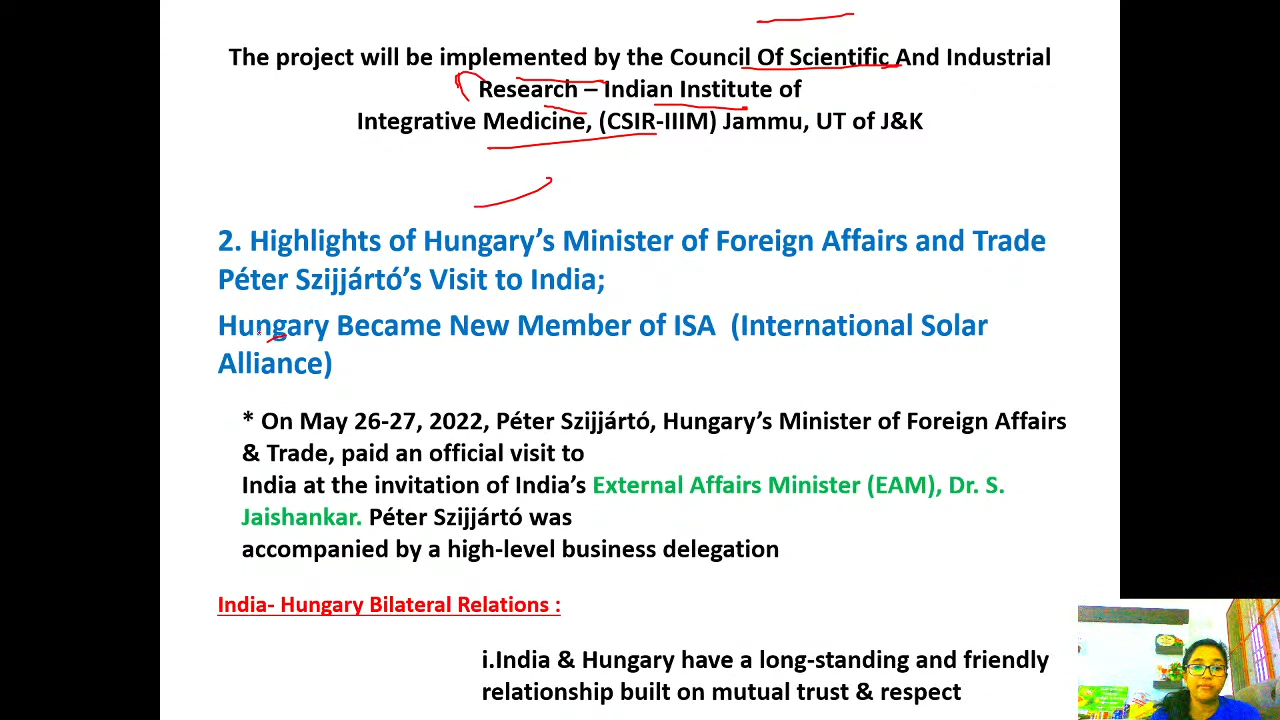 The project will be implemented by the Council Of Scientific And Industrial
Research – Indian Institute of
Integrative Medicine, (CSIR-IIIM) Jammu, UT of J&K
2. Highlights of Hungary’s Minister of Foreign Affairs and Trade
Péter Szijjártó’s Visit to India;
Hungary Became New Member of ISA (International Solar
Alliance)
* On May 26-27, 2022, Péter Szijjártó, Hungary’s Minister of Foreign Affairs
& Trade, paid an official visit to
India at the invitation of India’s External Affairs Minister (EAM), Dr. S.
Jaishankar. Péter Szijjártó was
accompanied by a high-level business delegation
India- Hungary Bilateral Relations :
i.India & Hungary have a long-standing and friendly
relationship built on mutual trust & respect